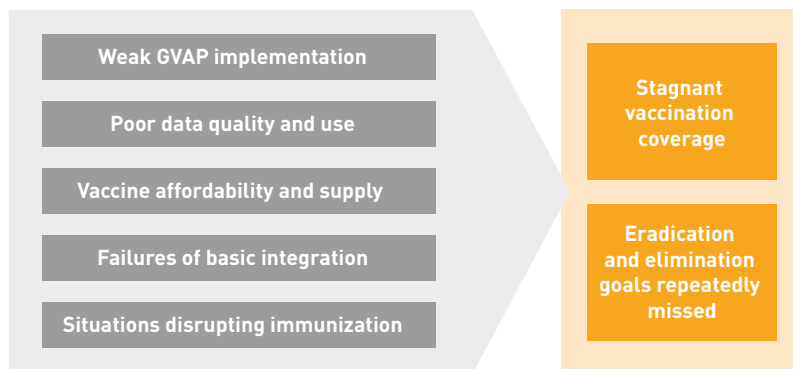 Weak GVAP implementation
Poor data quality and use
Vaccine affordability and supply
Failures of basic integration
Situations disrupting immunization
Stagnant
vaccination
coverage
Eradication
and elimination
goals repeatedly
missed